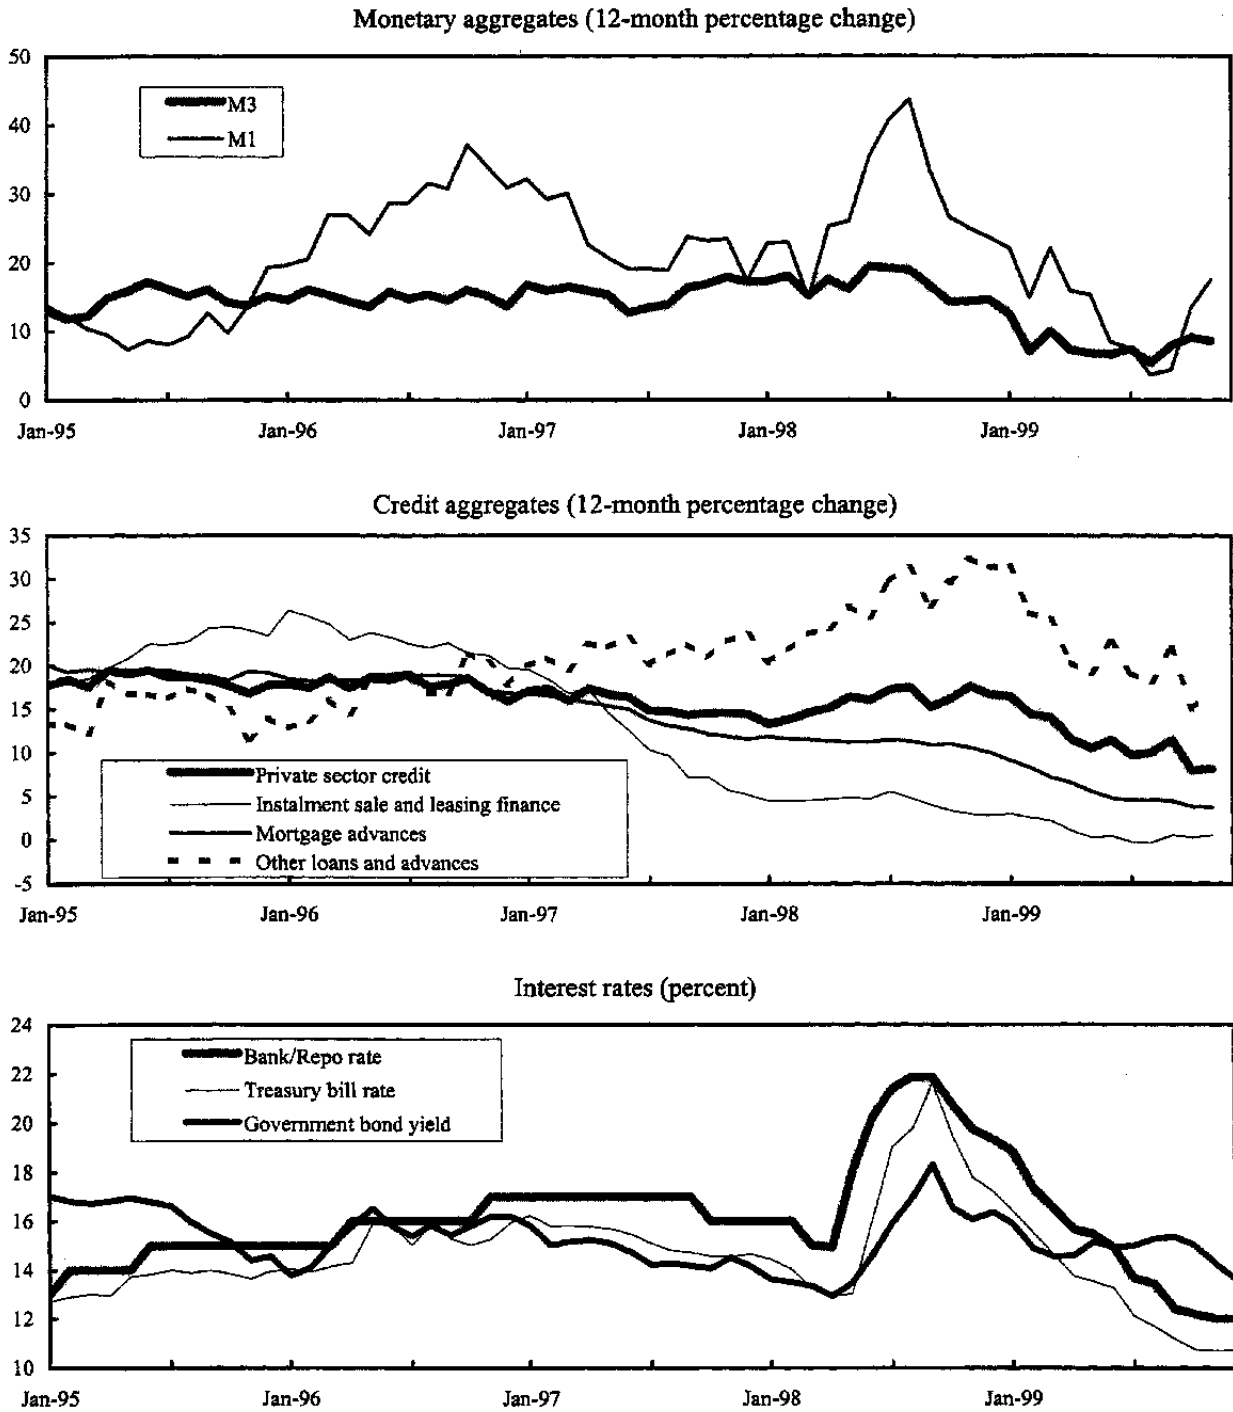 Monetary aggregates (12-month percentage change)
50
M3
40
M1
30
20
10
0
Jan-95 Jan-96 Jan-97 Jan-98 Jan-99
Credit aggregates (12-month percentage change)
35
30
25
20
15
10
Private sector credit
5
Instalment sale and leasing finance
0
Mortgage advances
Other loans and advances
-5
Jan-95 Jan-96 Jan-97 Jan-98 Jan-99
Interest rates (percent)
24
Bank/Repo rate
22
Treasury bill rate
20
Government bond yield
18
16
14
12
10
Jan-95 Jan-96 Jan-97 Jan-98 Jan-99